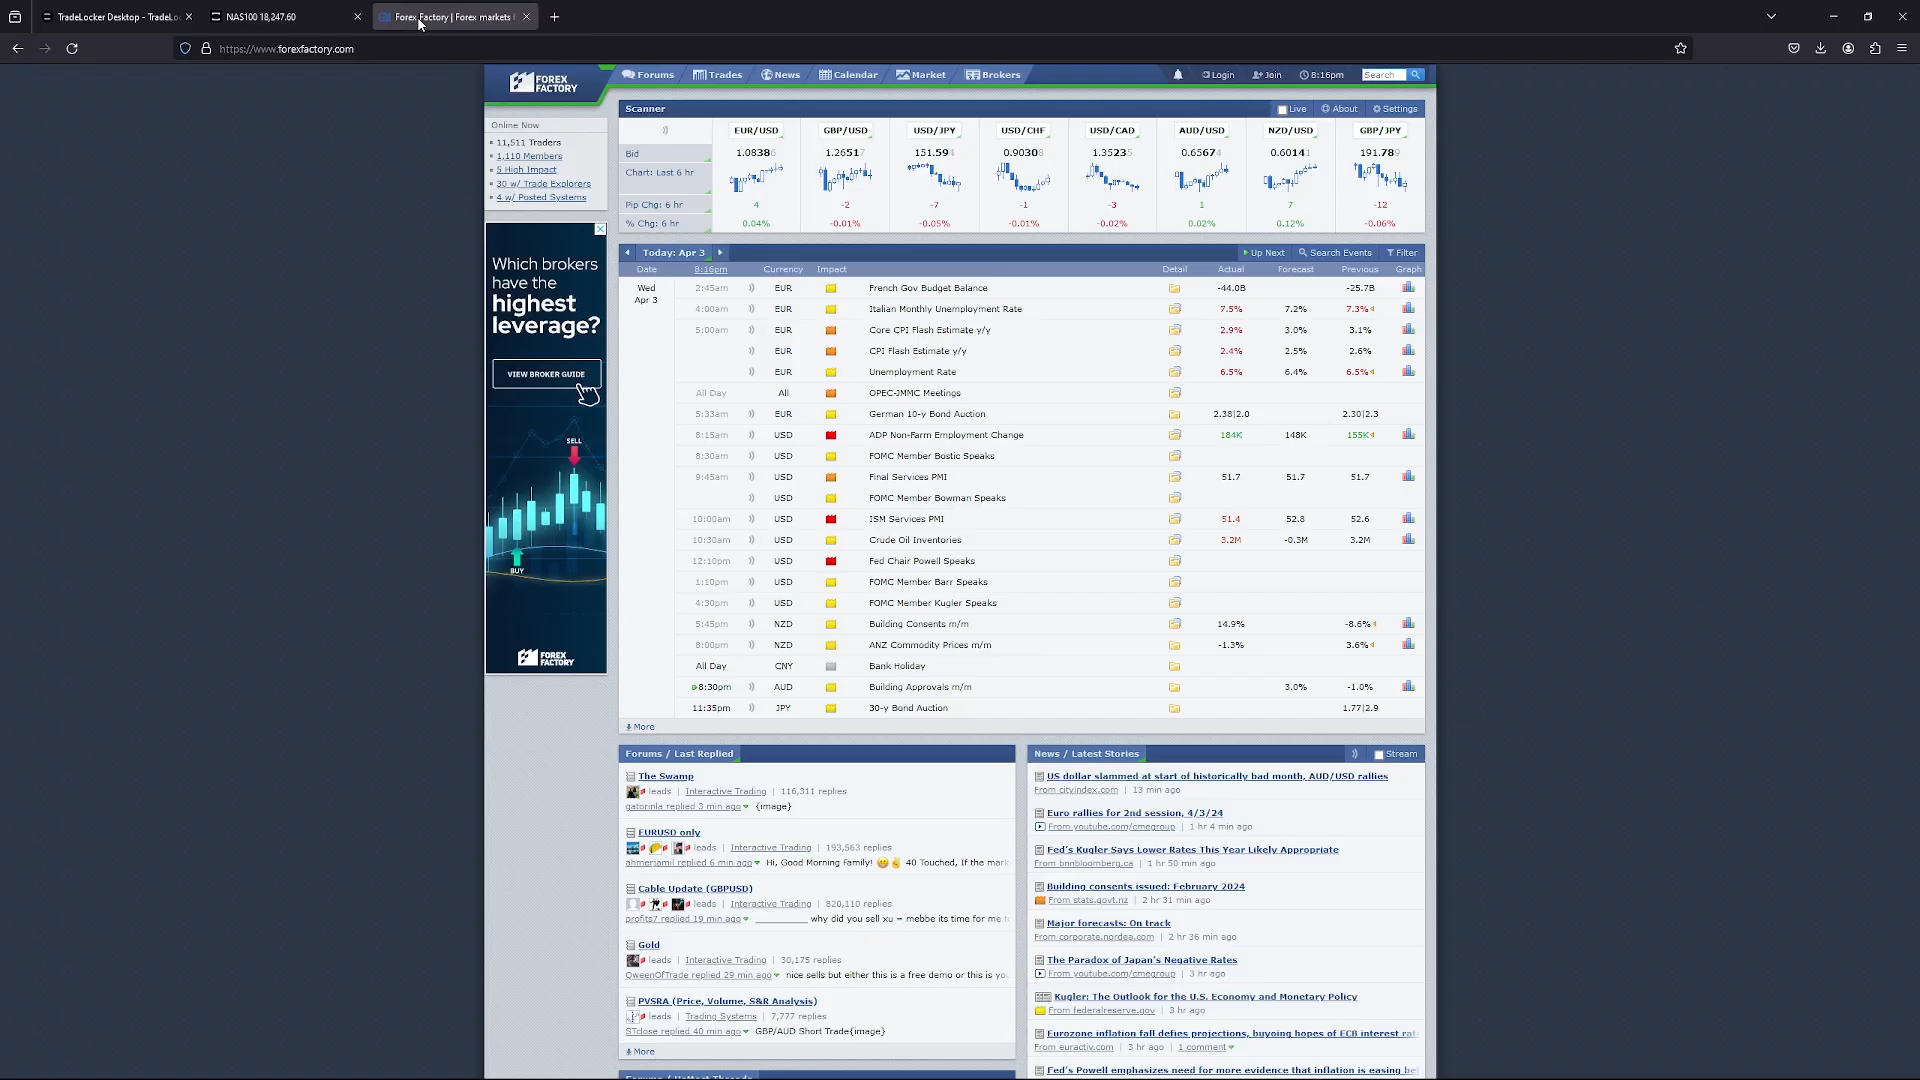 TradeLocker Desktop - TradeLoc
NAS100 18,247.60
Forex Factory | Forex markets
https://www.forexfactory.com
FOREX FACTORY
Forums
Trades
News
Calendar
Market
Brokers
Login
Join
8:16pm
Search
Online Now
11,511 Traders
1,110 Members
5 High Impact
30 w/ Trade Explorers
4 w/ Posted Systems
Which brokers
have the
highest
leverage?
VIEW BROKER GUIDE
SELL
BUY
FOREX FACTORY
Scanner
Live About Settings
EUR/USD GBP/USD USD/JPY USD/CHF USD/CAD AUD/USD NZD/USD GBP/JPY
Bid 1.08386 1.26517 151.594 0.90308 1.35235 0.65674 0.60141 191.789
Chart: Last 6 hr
Pip Chg: 6 hr 4 -2 -7 -1 -3 1 7 -12
% Chg: 6 hr 0.04% -0.01% -0.05% -0.01% -0.02% 0.02% 0.12% -0.06%
Today: Apr 3 Up Next Search Events Filter
Date 8:16pm Currency Impact Detail Actual Forecast Previous Graph
Wed Apr 3 2:45am EUR French Gov Budget Balance -44.0B -25.7B
4:00am EUR Italian Monthly Unemployment Rate 7.5% 7.2% 7.3%
5:00am EUR Core CPI Flash Estimate y/y 2.9% 3.0% 3.1%
EUR CPI Flash Estimate y/y 2.4% 2.5% 2.6%
EUR Unemployment Rate 6.5% 6.4% 6.5%
All Day All OPEC-JMMC Meetings
5:33am EUR German 10-y Bond Auction 2.38|2.0 2.30|2.3
8:15am USD ADP Non-Farm Employment Change 184K 148K 155K
8:30am USD FOMC Member Bostic Speaks
9:45am USD Final Services PMI 51.7 51.7 51.7
USD FOMC Member Bowman Speaks
10:00am USD ISM Services PMI 51.4 52.8 52.6
10:30am USD Crude Oil Inventories 3.2M -0.3M 3.2M
12:10pm USD Fed Chair Powell Speaks
1:10pm USD FOMC Member Barr Speaks
4:30pm USD FOMC Member Kugler Speaks
5:45pm NZD Building Consents m/m 14.9% -8.6%
8:00pm NZD ANZ Commodity Prices m/m -1.3% 3.6%
All Day CNY Bank Holiday
8:30pm AUD Building Approvals m/m 3.0% -1.0%
11:35pm JPY 30-y Bond Auction 1.77|2.9
More
Forums / Last Replied
The Swamp
leads | Interactive Trading | 116,311 replies
gatorinla replied 3 min ago {image}
EURUSD only
leads | Interactive Trading | 193,563 replies
ahmerjamil replied 6 min ago Hi, Good Morning Family! 😁✌ 40 Touched, If the mark
Cable Update (GBPUSD)
leads | Interactive Trading | 820,110 replies
profits7 replied 19 min ago __________ why did you sell xu = mebbe its time for me t
Gold
leads | Interactive Trading | 30,175 replies
QweenOfTrade replied 29 min ago nice sells but either this is a free demo or this is yo
PVSRA (Price, Volume, S&R Analysis)
leads | Trading Systems | 7,777 replies
STclose replied 40 min ago GBP/AUD Short Trade{image}
More
Forums / Hottest Threads
News / Latest Stories
Stream
US dollar slammed at start of historically bad month, AUD/USD rallies
From cityindex.com | 13 min ago
Euro rallies for 2nd session, 4/3/24
From youtube.com/cmegroup | 1 hr 4 min ago
Fed's Kugler Says Lower Rates This Year Likely Appropriate
From bnnbloomberg.ca | 1 hr 50 min ago
Building consents issued: February 2024
From stats.govt.nz | 2 hr 31 min ago
Major forecasts: On track
From corporate.nordea.com | 2 hr 36 min ago
The Paradox of Japan's Negative Rates
From youtube.com/cmegroup | 3 hr ago
Kugler: The Outlook for the U.S. Economy and Monetary Policy
From federalreserve.gov | 3 hr ago
Eurozone inflation fall defies projections, buoying hopes of ECB interest rat
From euractiv.com | 3 hr ago | 1 comment
Fed's Powell emphasizes need for more evidence that inflation is easing be